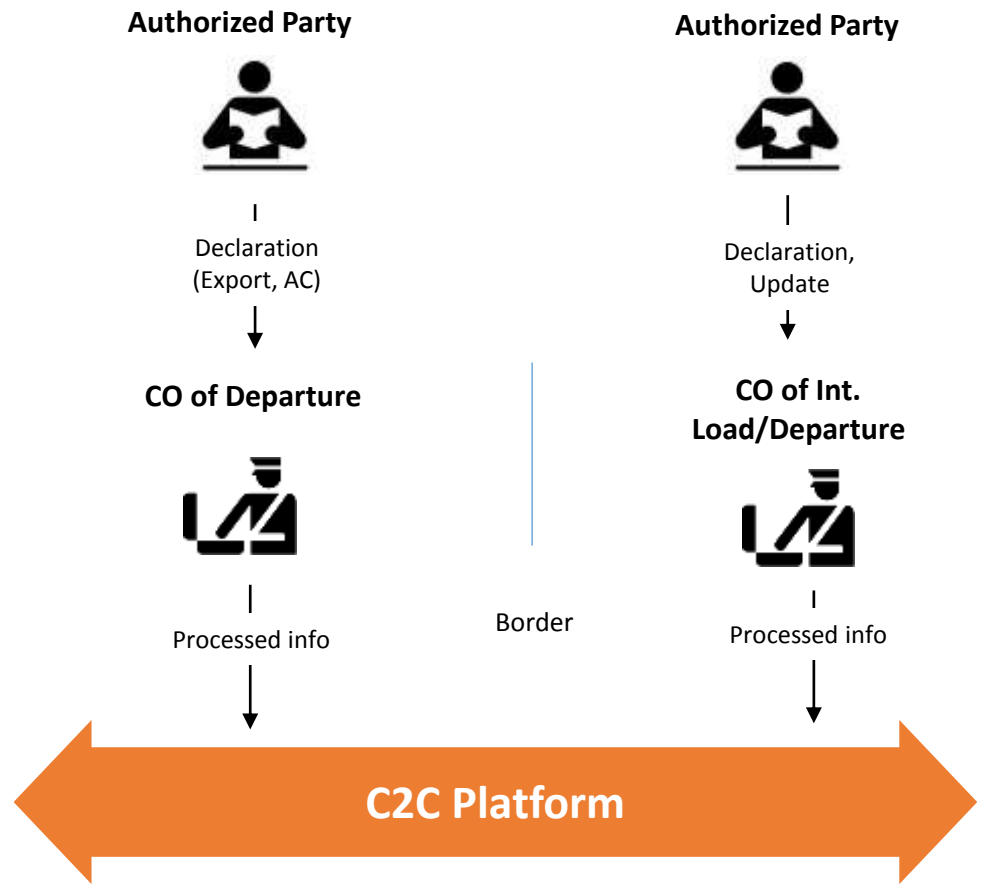 Authorized Party
Authorized Party
Declaration
(Export, AC)
Declaration,
Update
CO of Departure
CO of Int.
Load/Departure
Border
Processed info
Processed info
C2C Platform